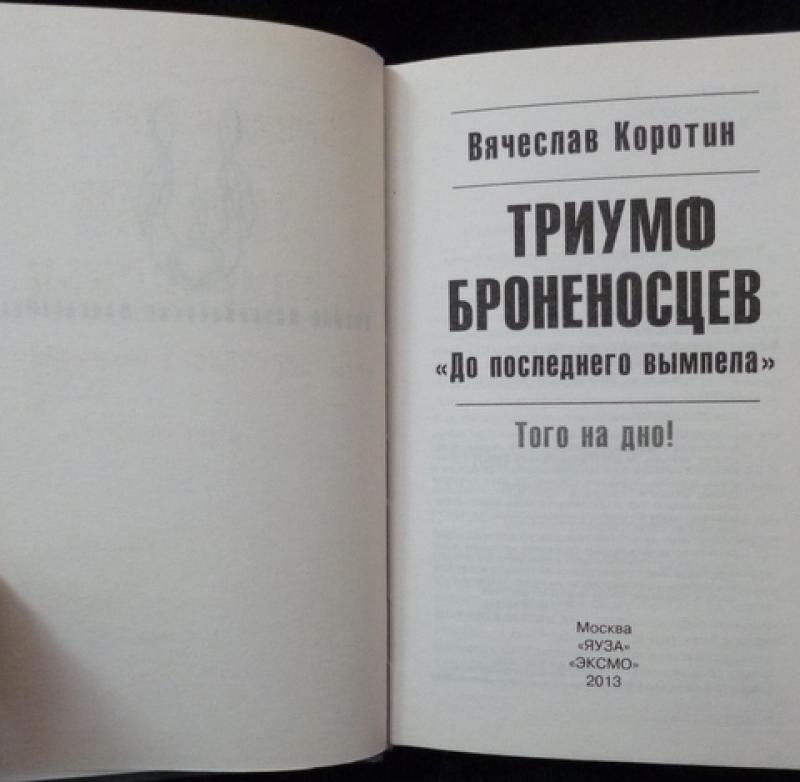 Вячеслав Коротин
ТРИУМФ
БРОНЕНОСЦЕВ
«До последнего вымпела»
Того на дно!
Москва
«ЯУЗА»
«ЭКСМО»
2013